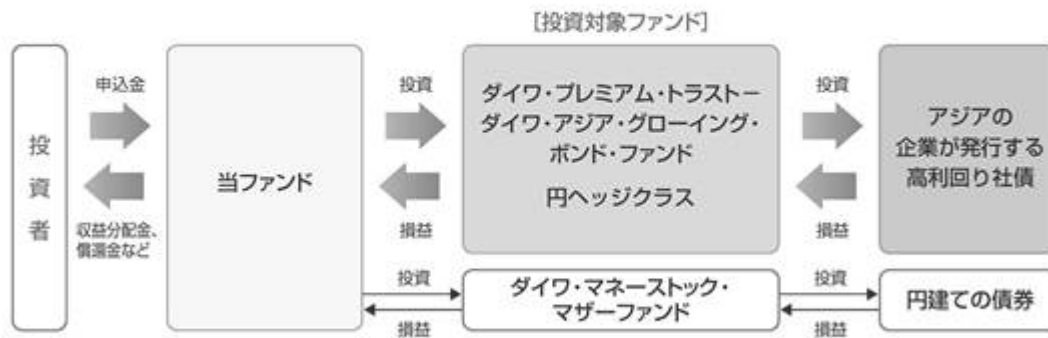 [投資対象ファンド]
投資者
申込金
収益分配金、
償還金など
当ファンド
投資
損益
ダイワ・プレミアム・トラスト－
ダイワ・アジア・グローイング・
ボンド・ファンド
円ヘッジクラス
投資
損益
アジアの
企業が発行する
高利回り社債
投資
損益
ダイワ・マネーストック・
マザーファンド
投資
損益
円建ての債券